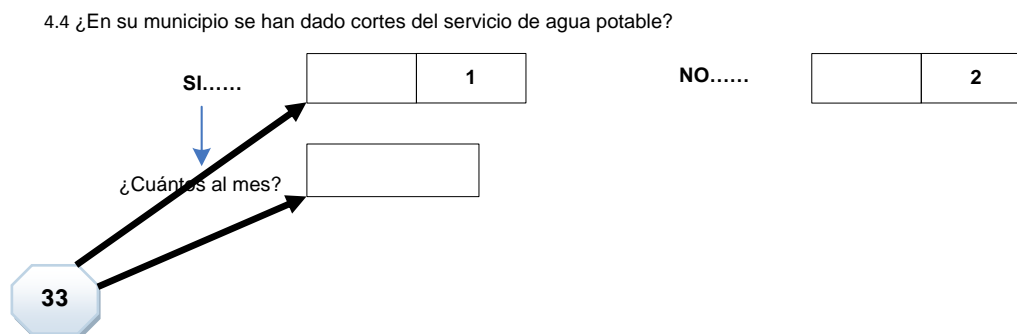 4.4 ¿En su municipio se han dado cortes del servicio de agua potable?
SI...... 1 NO...... 2
¿Cuántos al mes?
33